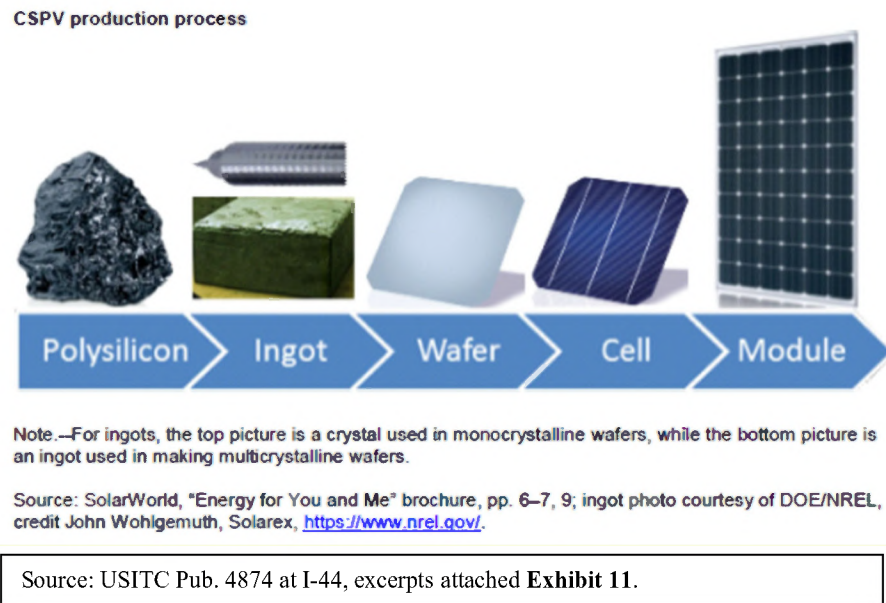 CSPV production process
Polysilicon
Ingot
Wafer
Cell
Module
Note.--For ingots, the top picture is a crystal used in monocrystalline wafers, while the bottom picture is
an ingot used in making multicrystalline wafers.
Source: SolarWorld, "Energy for You and Me" brochure, pp. 6–7, 9; ingot photo courtesy of DOE/NREL,
credit John Wohlgemuth, Solarex, https://www.nrel.gov/.
Source: USITC Pub. 4874 at I-44, excerpts attached Exhibit 11.